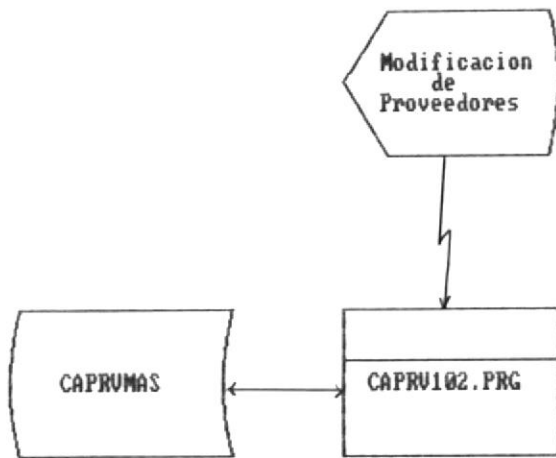 Modificacion
de
Proveedores
CAPRVMAS
CAPRV102.PRG